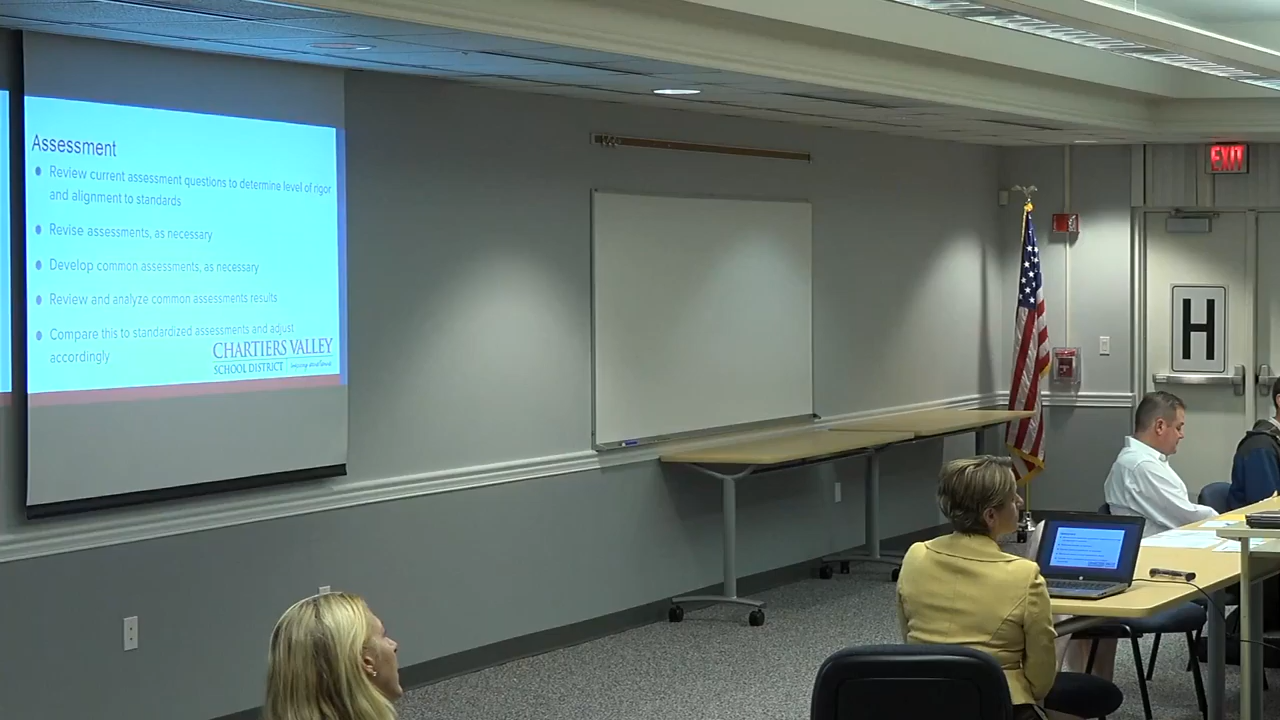 Assessment
Review current assessment questions to determine level of rigor
and alignment to standards
Revise assessments, as necessary
Develop common assessments, as necessary
Review and analyze common assessments results
Compare this to standardized assessments and adjust
accordingly
CHARTIERS VALLEY
SCHOOL DISTRICT
EXIT
H